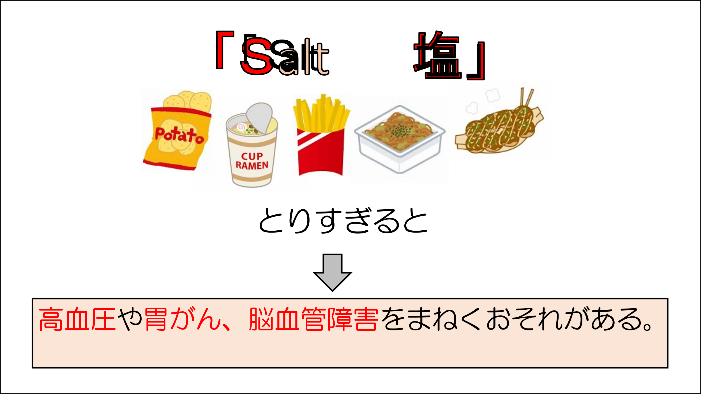 「Salt 塩」
Potato
CUP
RAMEN
とりすぎると
高血圧や胃がん、脳血管障害をまねくおそれがある。